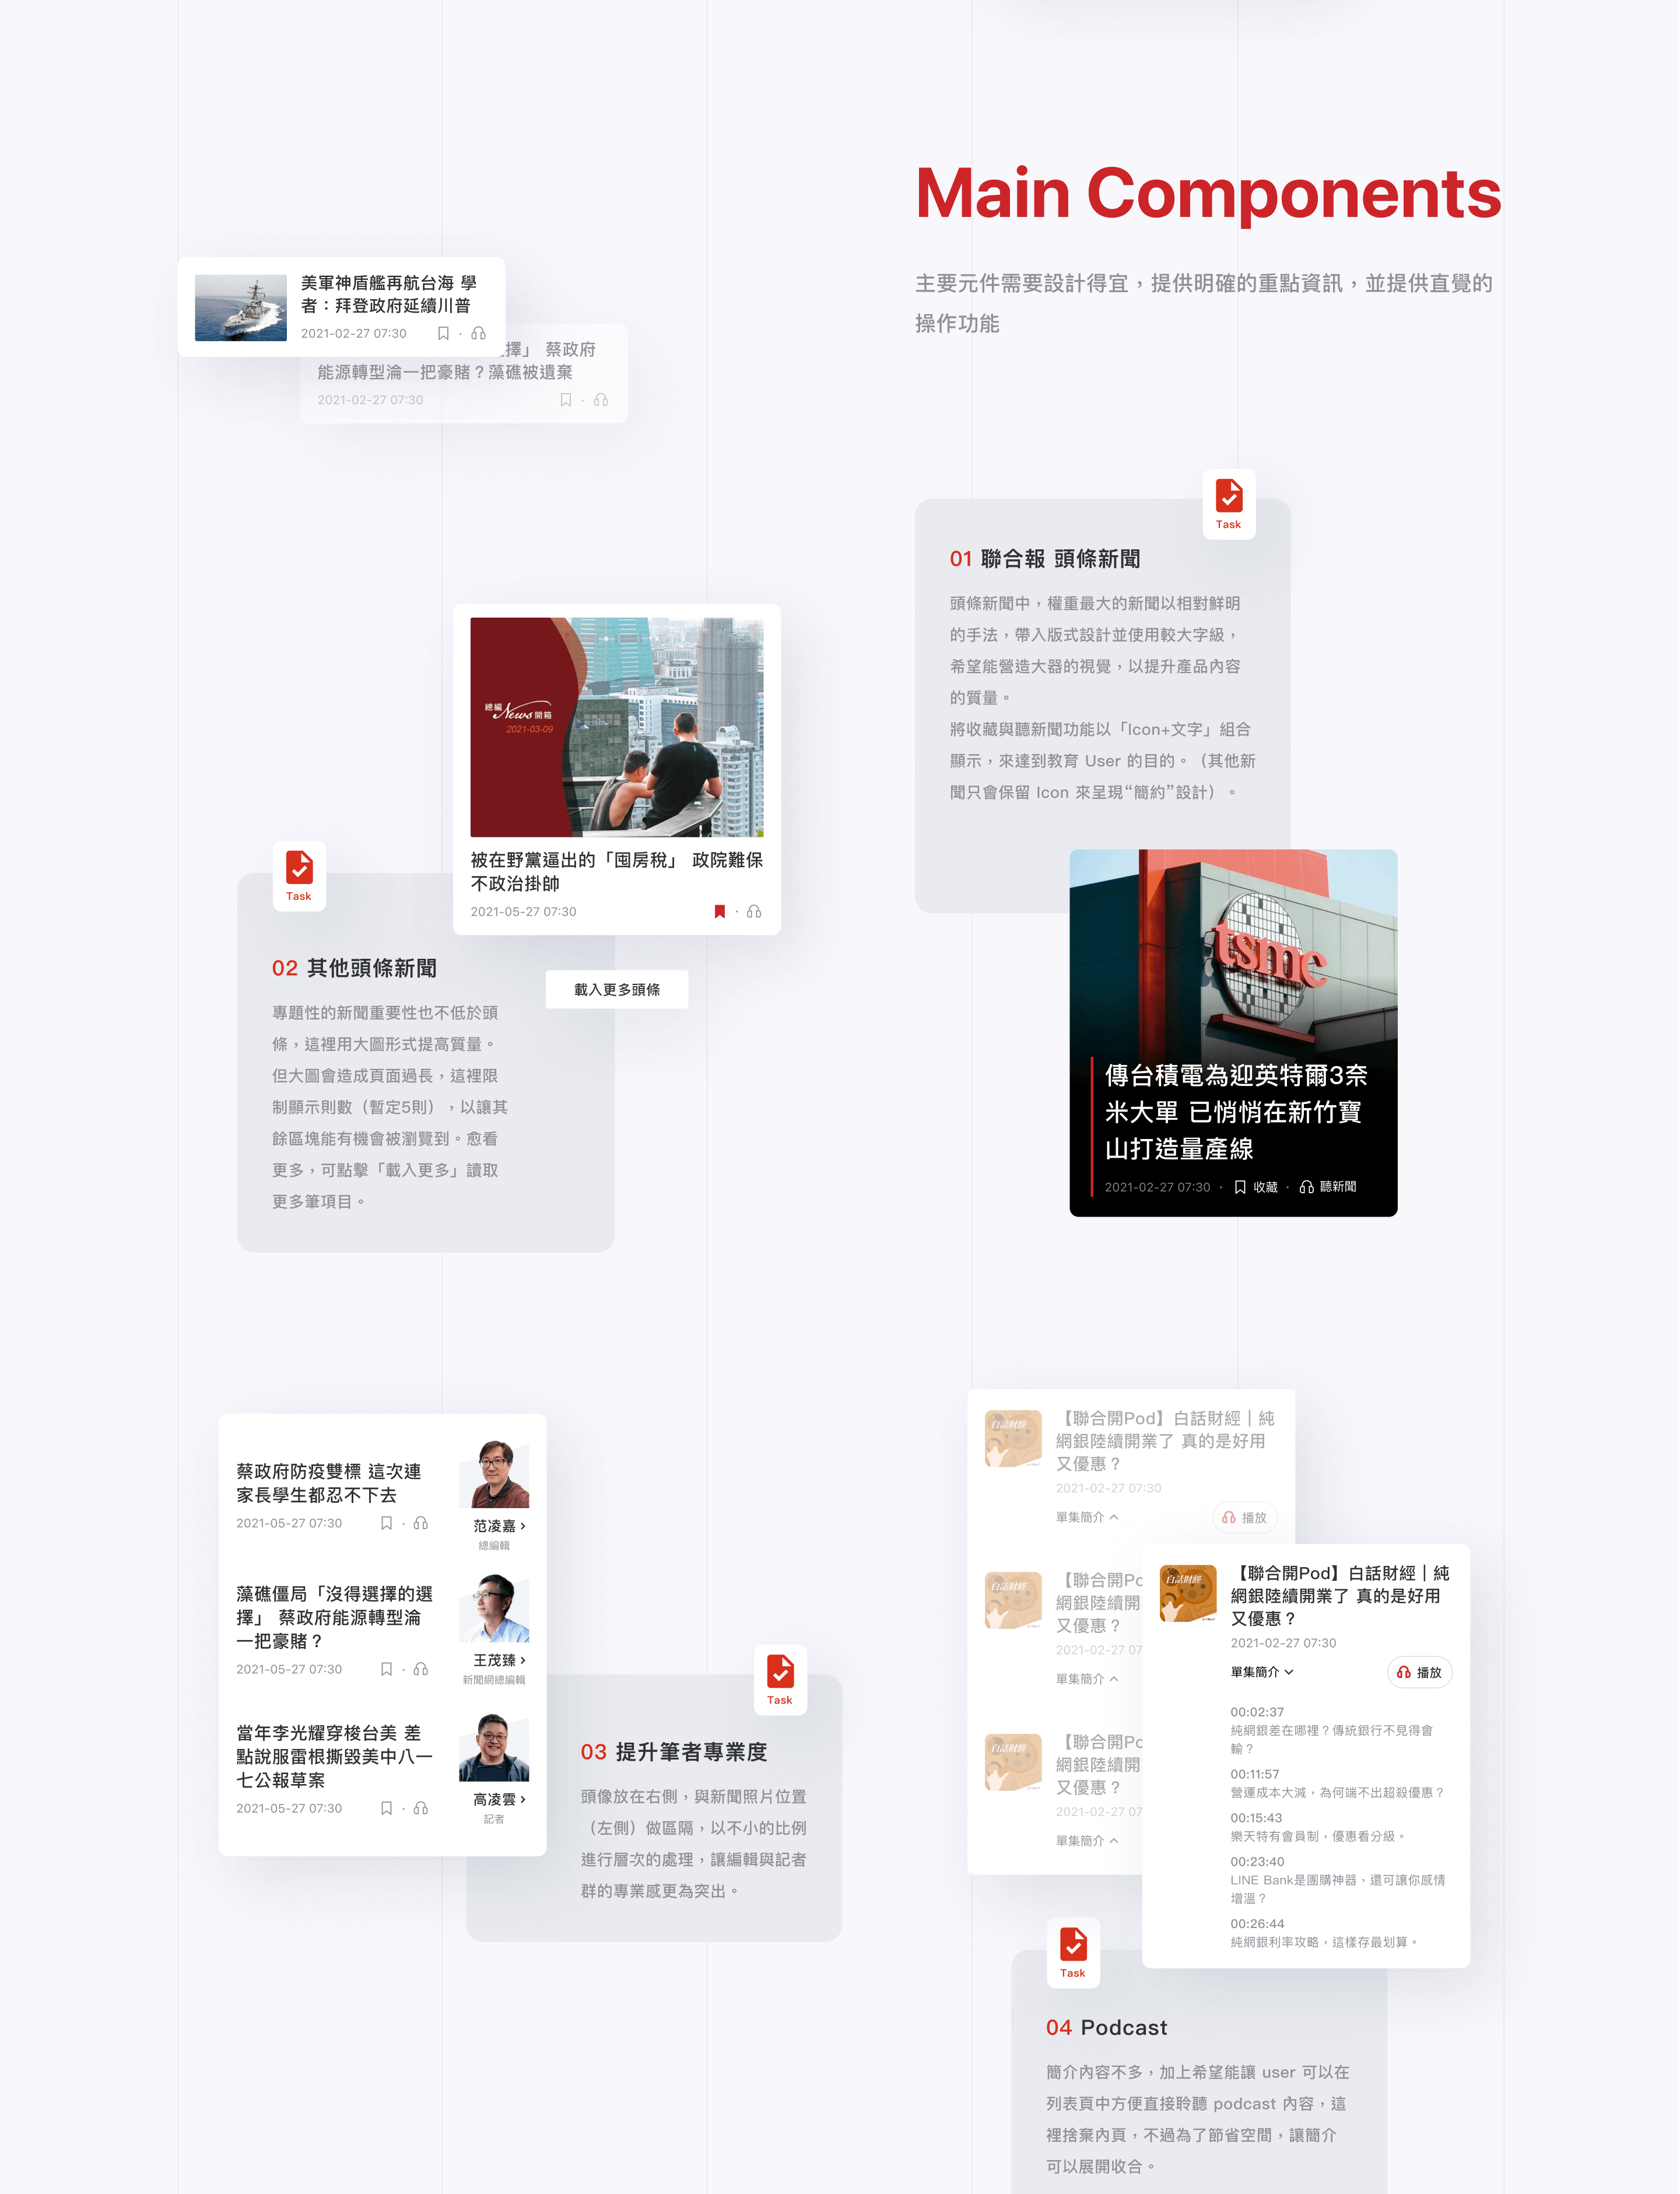 Main Components
主要元件需要設計得宜，提供明確的重點資訊，並提供直覺的
操作功能
美軍神盾艦再航台海 學
者：拜登政府延續川普
2021-02-27 07:30
擇」 蔡政府
能源轉型淪一把豪賭？藻礁被遺棄
2021-02-27 07:30
Task
01 聯合報 頭條新聞
頭條新聞中，權重最大的新聞以相對鮮明
的手法，帶入版式設計並使用較大字級，
希望能營造大器的視覺，以提升產品內容
的質量。
將收藏與聽新聞功能以「Icon+文字」組合
顯示，來達到教育 User 的目的。（其他新
聞只會保留 Icon 來呈現“簡約”設計）。
tsmc
傳台積電為迎英特爾3奈
米大單 已悄悄在新竹寶
山打造量產線
2021-02-27 07:30 · 收藏 · 聽新聞
總編 News 開箱
2021-03-09
被在野黨逼出的「囤房稅」 政院難保
不政治掛帥
2021-05-27 07:30
載入更多頭條
Task
02 其他頭條新聞
專題性的新聞重要性也不低於頭
條，這裡用大圖形式提高質量。
但大圖會造成頁面過長，這裡限
制顯示則數（暫定5則），以讓其
餘區塊能有機會被瀏覽到。愈看
更多，可點擊「載入更多」讀取
更多筆項目。
蔡政府防疫雙標 這次連
家長學生都忍不下去
2021-05-27 07:30
范凌嘉 ›
總編輯
藻礁僵局「沒得選擇的選
擇」 蔡政府能源轉型淪
一把豪賭？
2021-05-27 07:30
王茂臻 ›
新聞網總編輯
當年李光耀穿梭台美 差
點說服雷根撕毀美中八一
七公報草案
2021-05-27 07:30
高凌雲 ›
記者
Task
03 提升筆者專業度
頭像放在右側，與新聞照片位置
（左側）做區隔，以不小的比例
進行層次的處理，讓編輯與記者
群的專業感更為突出。
白話財經
【聯合開Pod】白話財經｜純
網銀陸續開業了 真的是好用
又優惠？
2021-02-27 07:30
單集簡介
播放
白話財經
【聯合開Po
網銀陸續開
又優惠？
2021-02-27 07
單集簡介
白話財經
【聯合開Po
網銀陸續開
又優惠？
2021-02-27 07
單集簡介
白話財經
【聯合開Pod】白話財經｜純
網銀陸續開業了 真的是好用
又優惠？
2021-02-27 07:30
單集簡介
播放
00:02:37
純網銀差在哪裡？傳統銀行不見得會
輸？
00:11:57
營運成本大減，為何端不出超殺優惠？
00:15:43
樂天特有會員制，優惠看分級。
00:23:40
LINE Bank是團購神器，還可讓你感情
增溫？
00:26:44
純網銀利率攻略，這樣存最划算。
Task
04 Podcast
簡介內容不多，加上希望能讓 user 可以在
列表頁中方便直接聆聽 podcast 內容，這
裡捨棄內頁，不過為了節省空間，讓簡介
可以展開收合。